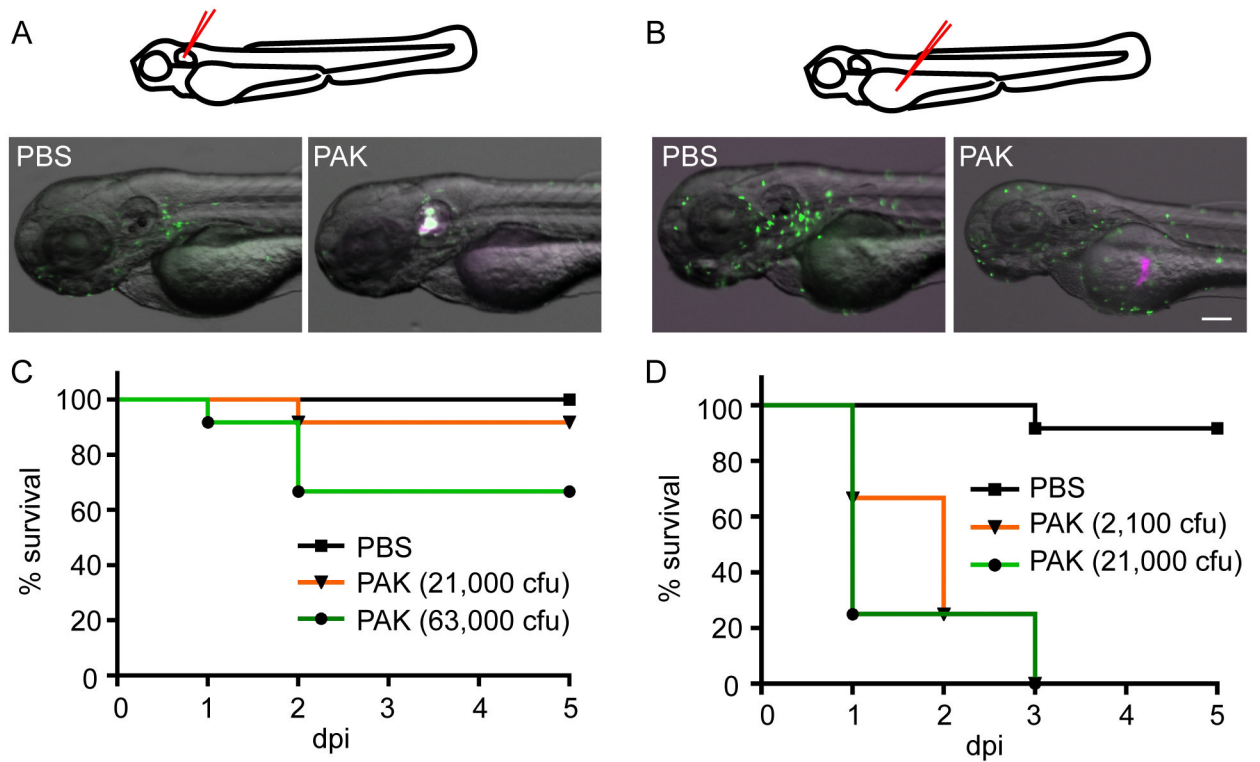 A
B
PBS
PAK
PBS
PAK
C
100
80
60
40
20
0
% survival
PBS
PAK (21,000 cfu)
PAK (63,000 cfu)
0 1 2 3 4 5
dpi
D
100
80
60
40
20
0
% survival
PBS
PAK (2,100 cfu)
PAK (21,000 cfu)
0 1 2 3 4 5
dpi